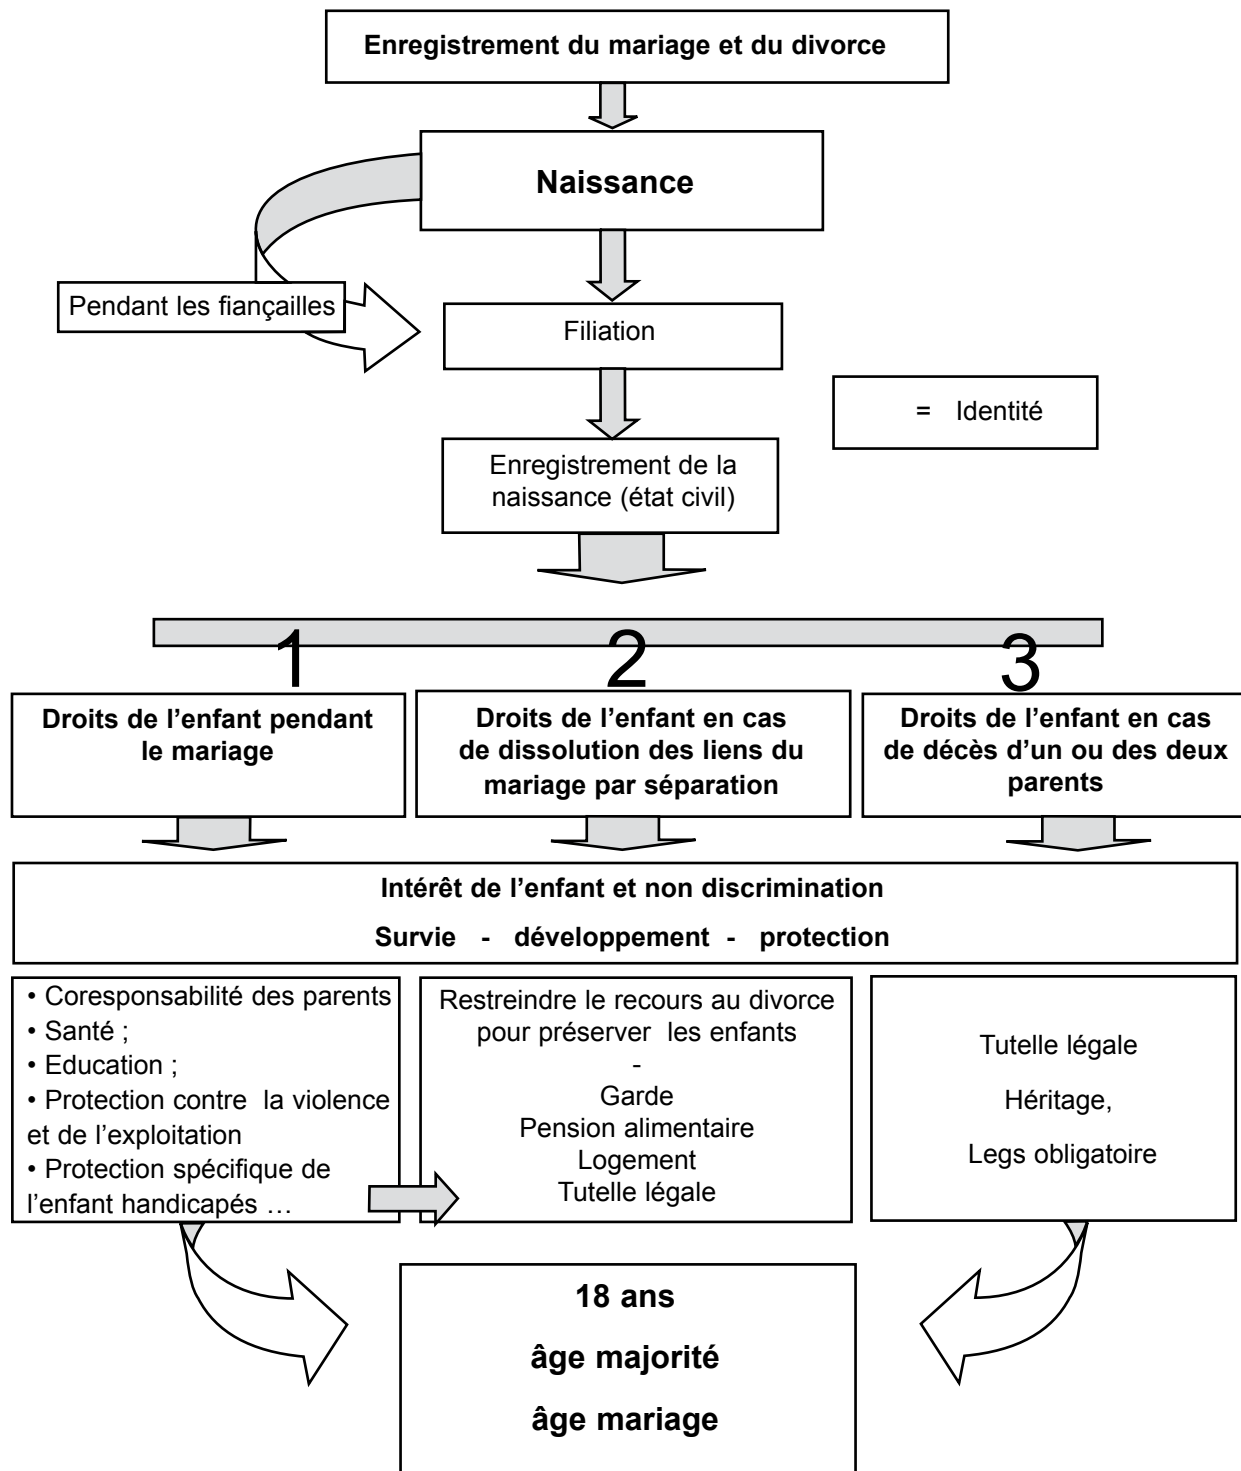 Enregistrement du mariage et du divorce
Naissance
Pendant les fiançailles
Filiation
= Identité
Enregistrement de la
naissance (état civil)
1
2
3
Droits de l’enfant pendant
le mariage
Droits de l’enfant en cas
de dissolution des liens du
mariage par séparation
Droits de l’enfant en cas
de décès d’un ou des deux
parents
Intérêt de l’enfant et non discrimination
Survie - développement - protection
• Coresponsabilité des parents
• Santé ;
• Education ;
• Protection contre la violence
et de l’exploitation
• Protection spécifique de
l’enfant handicapés …
Restreindre le recours au divorce
pour préserver les enfants
-
Garde
Pension alimentaire
Logement
Tutelle légale
Tutelle légale
Héritage,
Legs obligatoire
18 ans
âge majorité
âge mariage